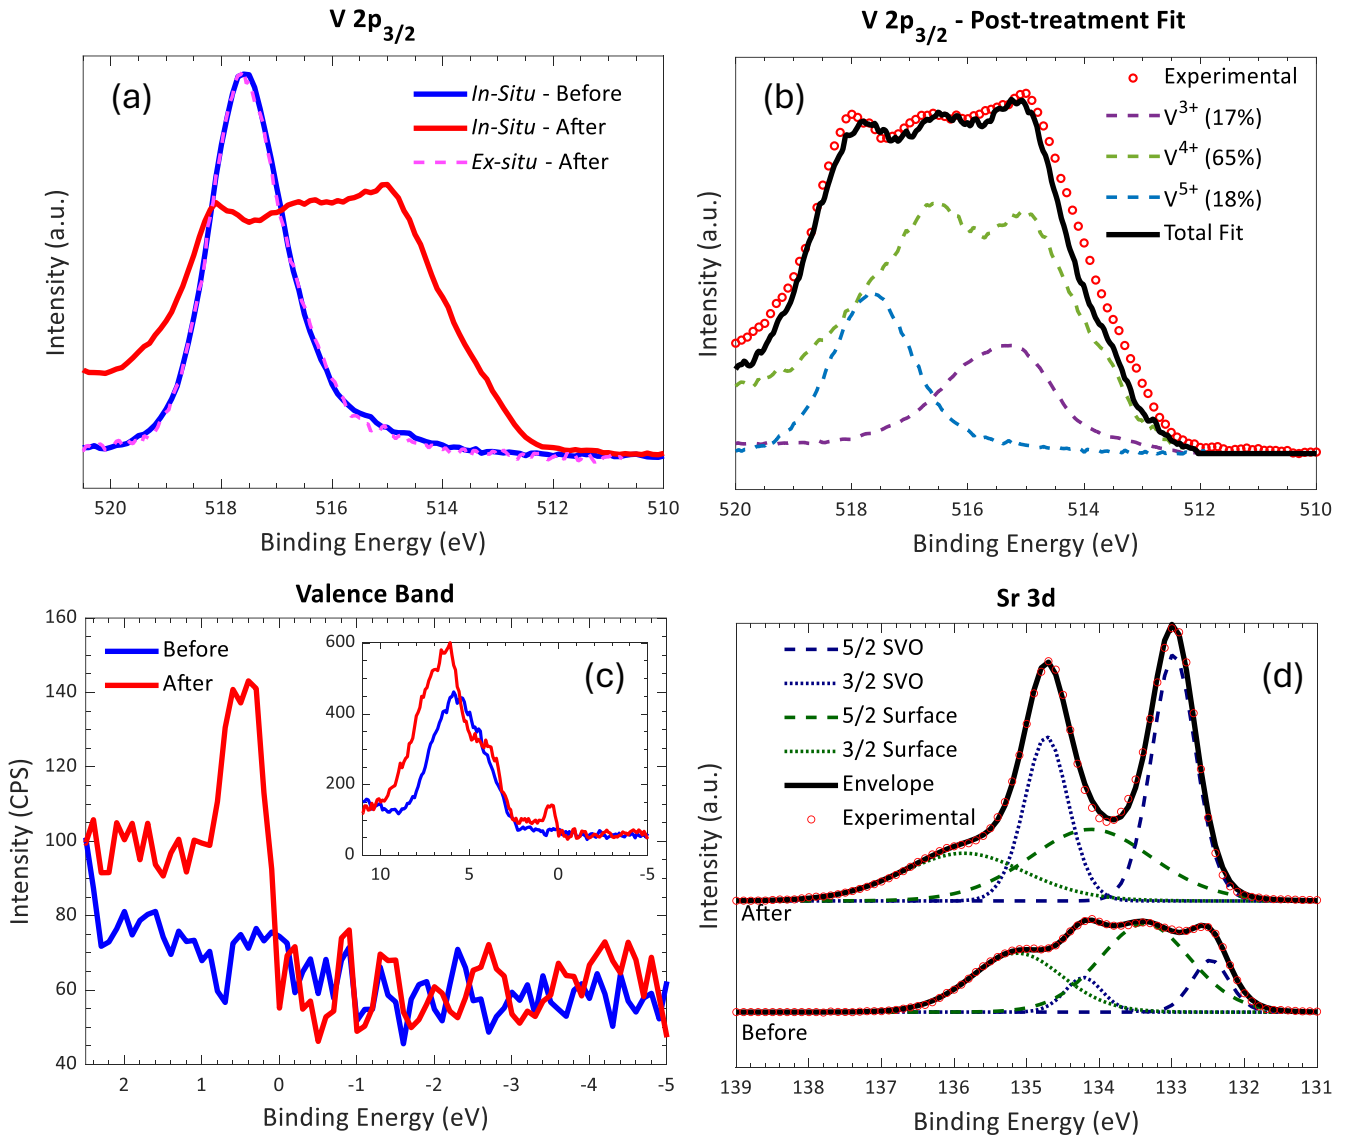 V 2p3/2
(a)
In-Situ - Before
In-Situ - After
Ex-situ - After
Intensity (a.u.)
520 518 516 514 512 510
Binding Energy (eV)
V 2p3/2 - Post-treatment Fit
(b)
Experimental
V3+ (17%)
V4+ (65%)
V5+ (18%)
Total Fit
Intensity (a.u.)
520 518 516 514 512 510
Binding Energy (eV)
Valence Band
160
140
120
100
80
60
40
Before
After
(c)
600
400
200
0
10 5 0 -5
Intensity (CPS)
2 1 0 -1 -2 -3 -4 -5
Binding Energy (eV)
Sr 3d
5/2 SVO
3/2 SVO
5/2 Surface
3/2 Surface
Envelope
Experimental
(d)
After
Before
Intensity (a.u.)
139 138 137 136 135 134 133 132 131
Binding Energy (eV)